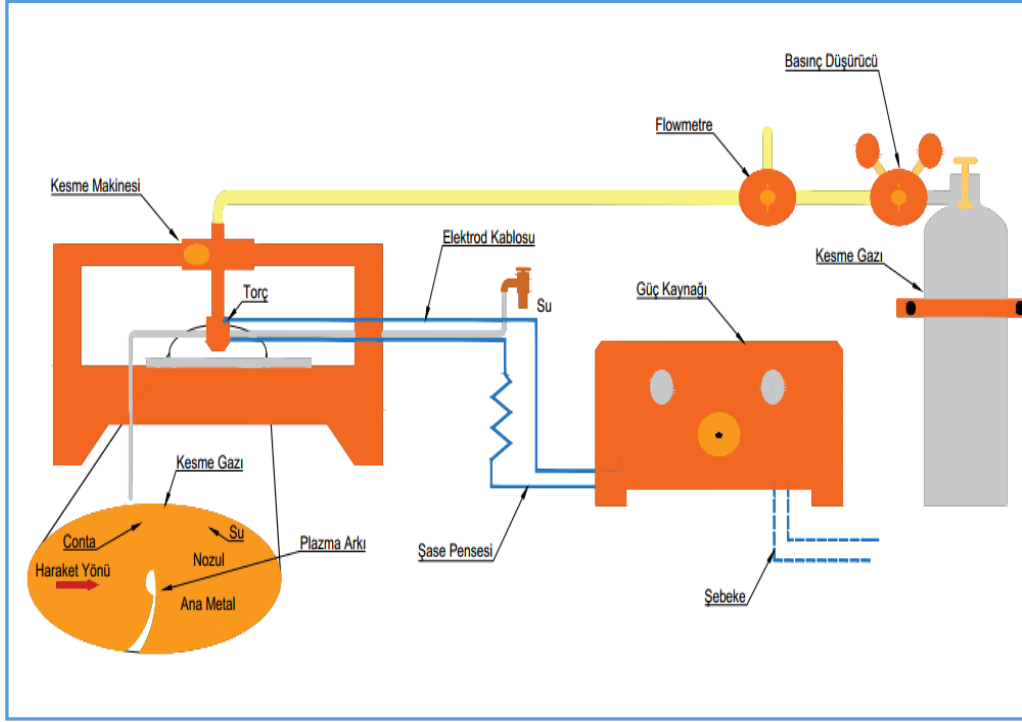 Basınç Düşürücü
Flowmetre
Kesme Makinesi
Elektrod Kablosu
Kesme Gazı
Torç
Su
Güç Kaynağı
Kesme Gazı
Conta
Su
Plazma Arkı
Nozul
Haraket Yönü
Ana Metal
Şase Pensesi
Şebeke